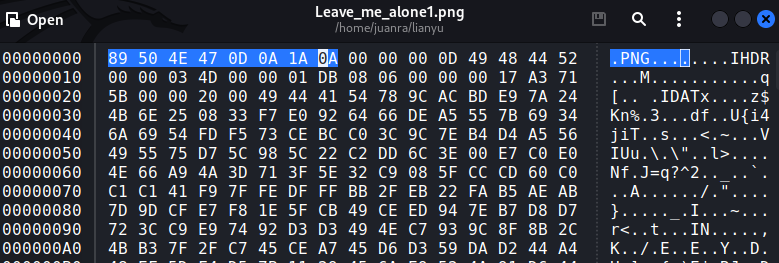 Open
Leave_me_alone1.png
/home/juanra/lianyu
00000000 89 50 4E 47 0D 0A 1A 0A 00 00 00 0D 49 48 44 52 .PNG........IHDR
00000010 00 00 03 4D 00 00 01 DB 08 06 00 00 00 17 A3 71 ...M...........q
00000020 5B 00 00 20 00 49 44 41 54 78 9C AC BD E9 7A 24 [.. .IDATx....z$
00000030 4B 6E 25 08 33 F7 E0 92 64 66 DE A5 55 7B 69 34 Kn%.3...df..U{i4
00000040 6A 69 54 FD F5 73 CE BC C0 3C 9C 7E B4 D4 A5 56 jiT..s...<.~...V
00000050 49 55 75 D7 5C 98 5C 22 C2 DD 6C 3E 00 E7 C0 E0 IUu.\.\"..l>....
00000060 4E 66 A9 4A 3D 71 3F 5E 32 C9 08 5F CC CD 60 C0 Nf.J=q?^2.._..`.
00000070 C1 C1 41 F9 7F FE DF FF BB 2F EB 22 FA B5 AE AB ..A....../."....
00000080 7D 9D CF E7 F8 1E 5F CB 49 CE ED 94 7E B7 D8 D7 }....._.I...~...
00000090 72 3C C9 E9 74 92 D3 D3 49 4E C7 93 9C 8F 8B 2C r<..t...IN.....,
000000A0 4B B3 7F 2F C7 45 CE A7 45 D6 D3 59 DA D2 44 A4 K../.E..E..Y..D.